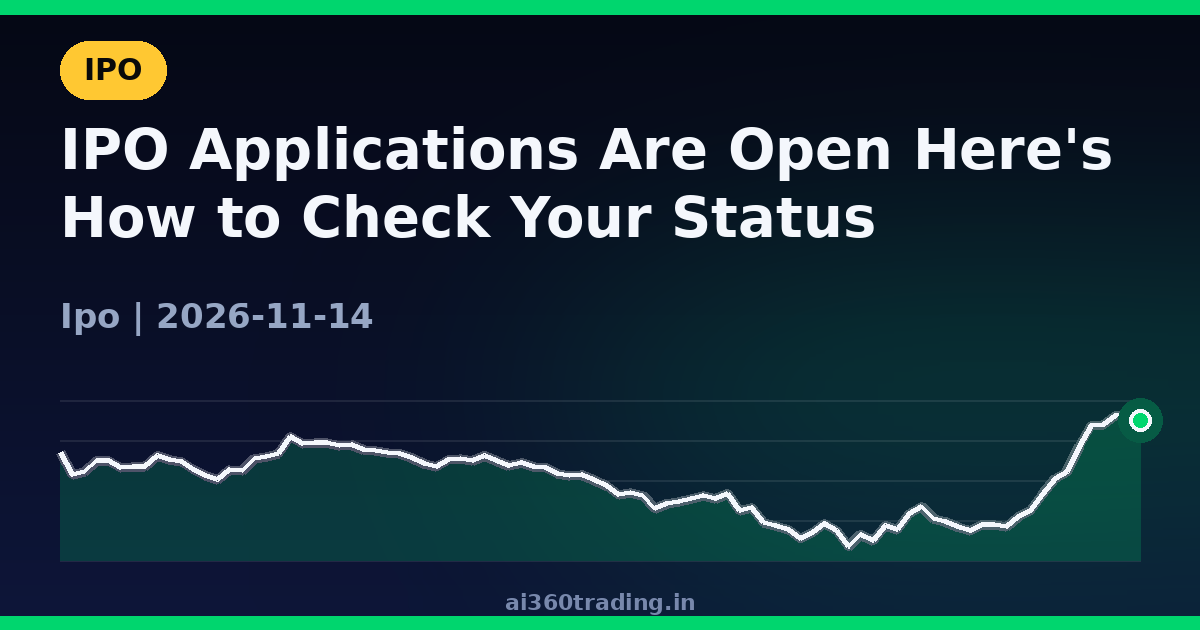 IPO
IPO Applications Are Open Here's
How to Check Your Status
Ipo | 2026-11-14
ai360trading.in